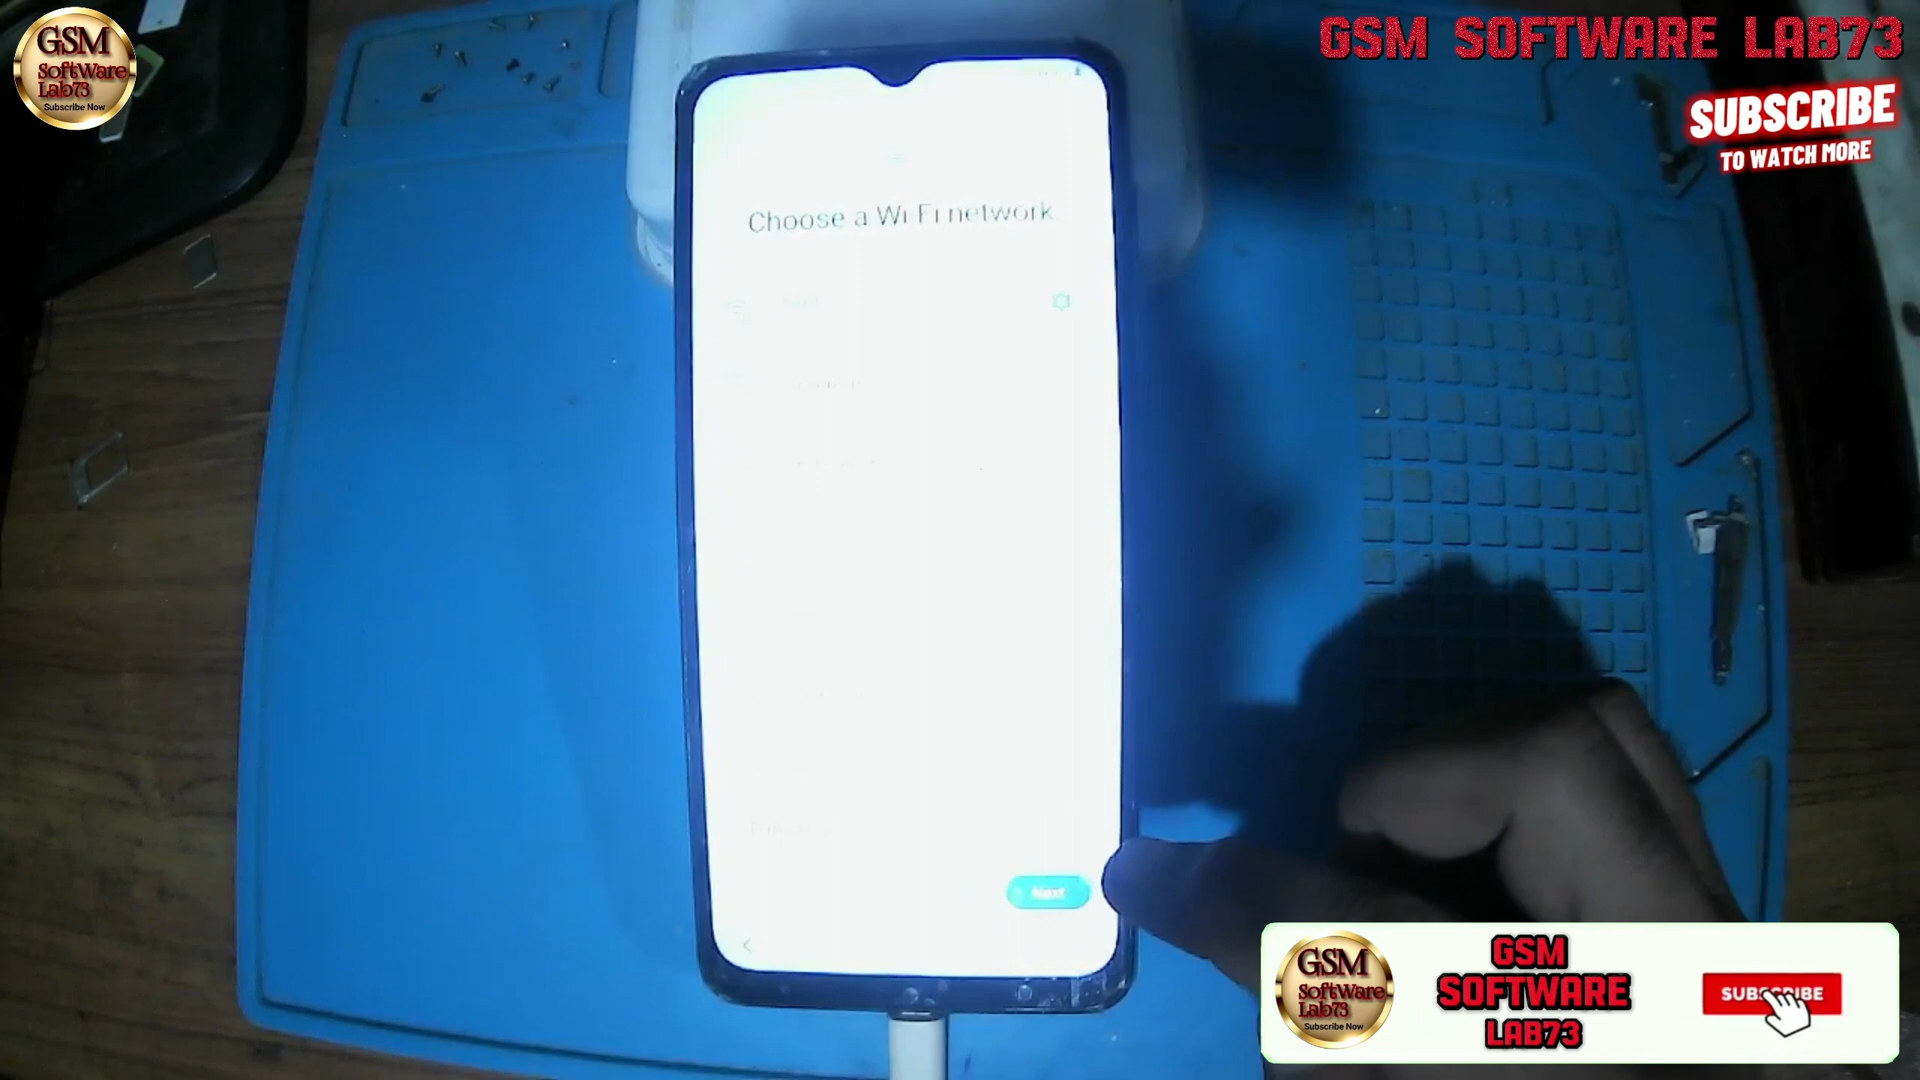 GSM
SoftWare
Lab73
Subscribe Now
GSM SOFTWARE LAB73
SUBSCRIBE
TO WATCH MORE
Choose a Wi-Fi network
Next
GSM
SoftWare
Lab73
Subscribe Now
GSM
SOFTWARE
LAB73
SUBSCRIBE